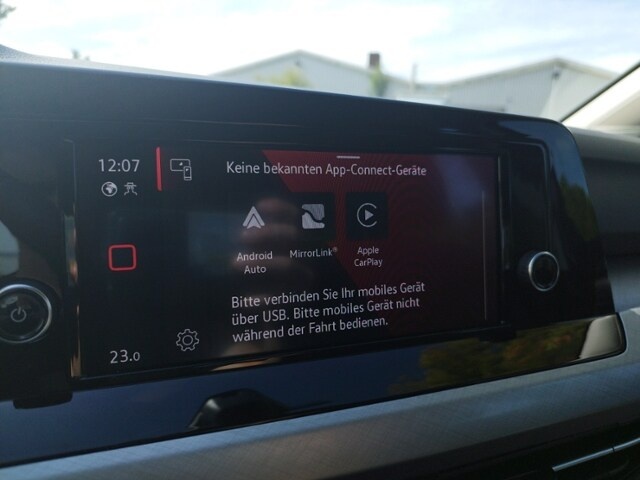 12:07
Keine bekannten App-Connect-Geräte
Android
Auto
MirrorLink®
Apple
CarPlay
Bitte verbinden Sie Ihr mobiles Gerät
über USB. Bitte mobiles Gerät nicht
während der Fahrt bedienen.
23.0